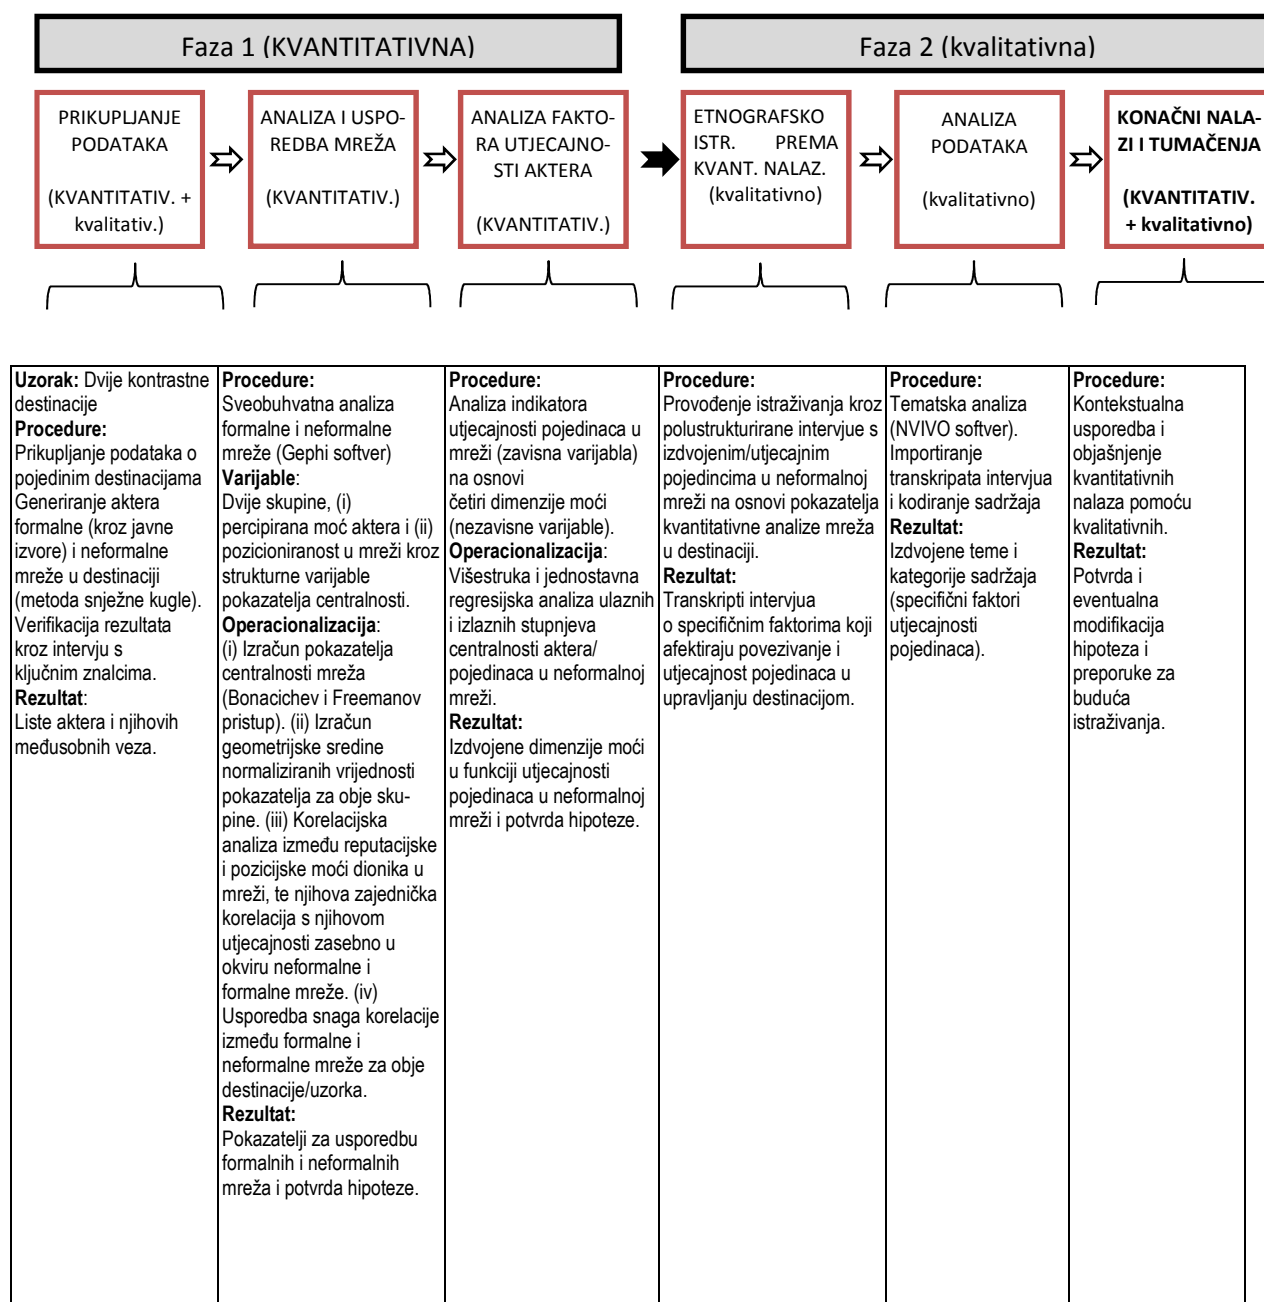 Faza 1 (KVANTITATIVNA)
Faza 2 (kvalitativna)
PRIKUPLJANJE
PODATAKA
(KVANTITATIV. +
kvalitativ.)
ANALIZA I USPO-
REDBA MREŽA
(KVANTITATIV.)
ANALIZA FAKTO-
RA UTJECAJNO-
STI AKTERA
(KVANTITATIV.)
ETNOGRAFSKO
ISTR. PREMA
KVANT. NALAZ.
(kvalitativno)
ANALIZA
PODATAKA
(kvalitativno)
KONAČNI NALA-
ZI I TUMAČENJA
(KVANTITATIV.
+ kvalitativno)
Uzorak: Dvije kontrastne
destinacije
Procedure:
Prikupljanje podataka o
pojedinim destinacijama
Generiranje aktera
formalne (kroz javne
izvore) i neformalne
mreže u destinaciji
(metoda snježne kugle).
Verifikacija rezultata
kroz intervju s
ključnim znalcima.
Rezultat:
Liste aktera i njihovih
međusobnih veza.
Procedure:
Sveobuhvatna analiza
formalne i neformalne
mreže (Gephi softver)
Varijable:
Dvije skupine, (i)
percipirana moć aktera i (ii)
pozicioniranost u mreži kroz
strukturne varijable
pokazatelja centralnosti.
Operacionalizacija:
(i) Izračun pokazatelja
centralnosti mreža
(Bonacichev i Freemanov
pristup). (ii) Izračun
geometrijske sredine
normaliziranih vrijednosti
pokazatelja za obje sku-
pine. (iii) Korelacijska
analiza između reputacijske
i pozicijske moći dionika u
mreži, te njihova zajednička
korelacija s njihovom
utjecajnosti zasebno u
okviru neformalne i
formalne mreže. (iv)
Usporedba snaga korelacije
između formalne i
neformalne mreže za obje
destinacije/uzorka.
Rezultat:
Pokazatelji za usporedbu
formalnih i neformalnih
mreža i potvrda hipoteze.
Procedure:
Analiza indikatora
utjecajnosti pojedinaca u
mreži (zavisna varijabla)
na osnovi
četiri dimenzije moći
(nezavisne varijable).
Operacionalizacija:
Višestruka i jednostavna
regresijska analiza ulaznih
i izlaznih stupnjeva
centralnosti aktera/
pojedinaca u neformalnoj
mreži.
Rezultat:
Izdvojene dimenzije moći
u funkciji utjecajnosti
pojedinaca u neformalnoj
mreži i potvrda hipoteze.
Procedure:
Provođenje istraživanja kroz
polustrukturirane intervjue s
izdvojenim/utjecajnim
pojedincima u neformalnoj
mreži na osnovi pokazatelja
kvantitativne analize mreža
u destinaciji.
Rezultat:
Transkripti intervjua
o specifičnim faktorima koji
afektiraju povezivanje i
utjecajnost pojedinaca u
upravljanju destinacijom.
Procedure:
Tematska analiza
(NVIVO softver).
Importiranje
transkripata intervjua
i kodiranje sadržaja
Rezultat:
Izdvojene teme i
kategorije sadržaja
(specifični faktori
utjecajnosti
pojedinaca).
Procedure:
Kontekstualna
usporedba i
objašnjenje
kvantitativnih
nalaza pomoću
kvalitativnih.
Rezultat:
Potvrda i
eventualna
modifikacija
hipoteza i
preporuke za
buduća
istraživanja.